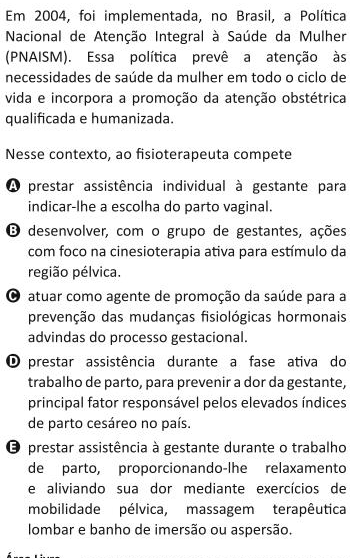 Em 2004, foi implementada, no Brasil, a Política
Nacional de Atenção Integral à Saúde da Mulher
(PNAISM). Essa política prevê a atenção às
necessidades de saúde da mulher em todo o ciclo de
vida e incorpora a promoção da atenção obstétrica
qualificada e humanizada.
Nesse contexto, ao fisioterapeuta compete
A prestar assistência individual à gestante para
indicar-lhe a escolha do parto vaginal.
B desenvolver, com o grupo de gestantes, ações
com foco na cinesioterapia ativa para estímulo da
região pélvica.
C atuar como agente de promoção da saúde para a
prevenção das mudanças fisiológicas hormonais
advindas do processo gestacional.
D prestar assistência durante a fase ativa do
trabalho de parto, para prevenir a dor da gestante,
principal fator responsável pelos elevados índices
de parto cesáreo no país.
E prestar assistência à gestante durante o trabalho
de parto, proporcionando-lhe relaxamento
e aliviando sua dor mediante exercícios de
mobilidade pélvica, massagem terapêutica
lombar e banho de imersão ou aspersão.